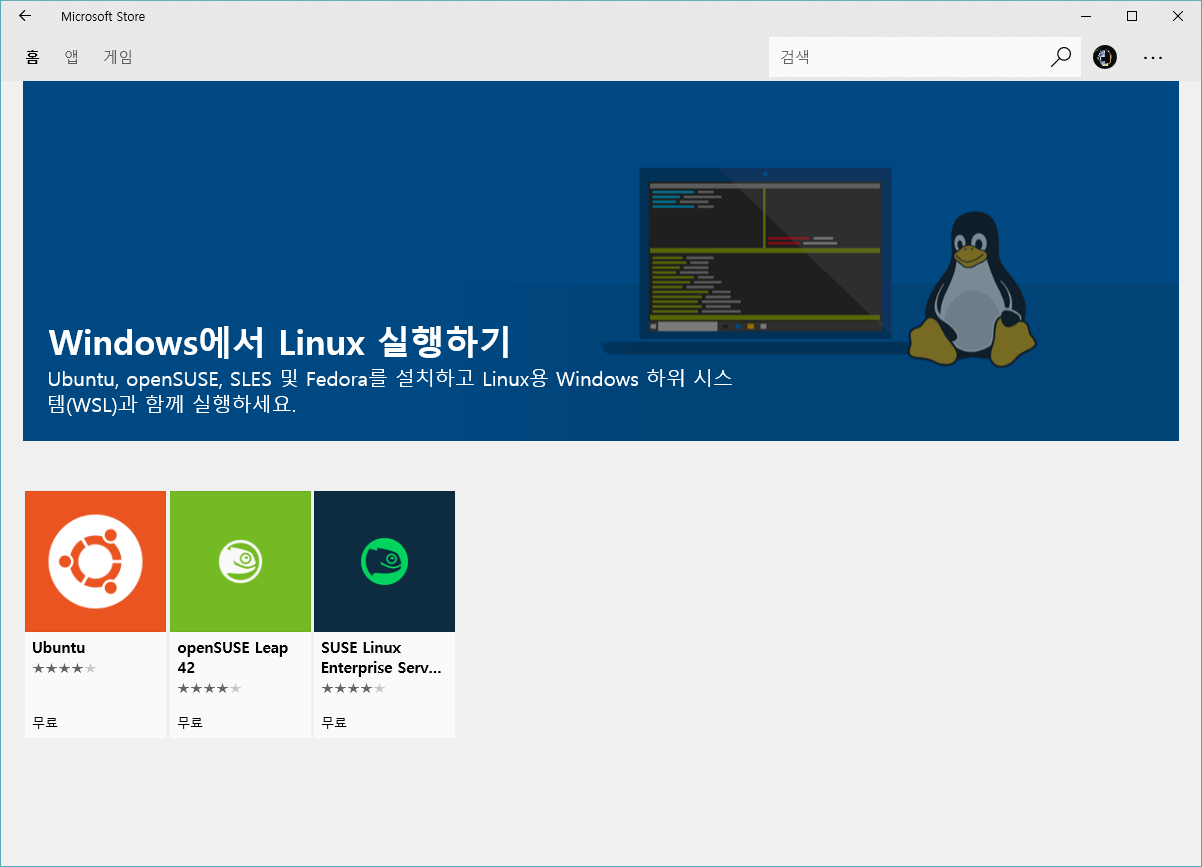 Microsoft Store
홈 앱 게임
검색
Windows에서 Linux 실행하기
Ubuntu, openSUSE, SLES 및 Fedora를 설치하고 Linux용 Windows 하위 시스
템(WSL)과 함께 실행하세요.
Ubuntu
무료
openSUSE Leap
42
무료
SUSE Linux
Enterprise Serv...
무료